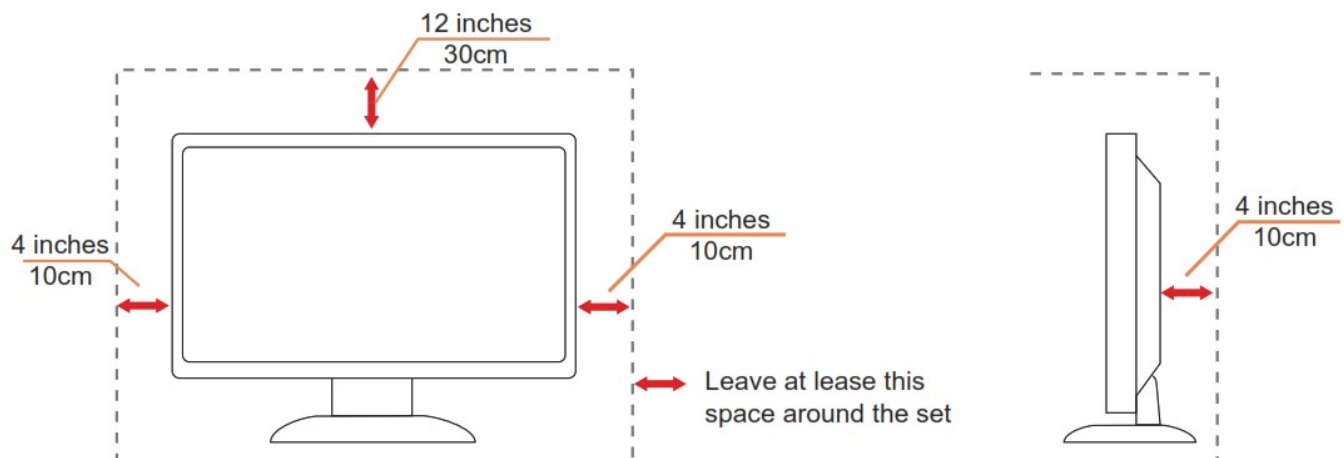 12 inches
30cm
4 inches
10cm
4 inches
10cm
4 inches
10cm
Leave at lease this
space around the set